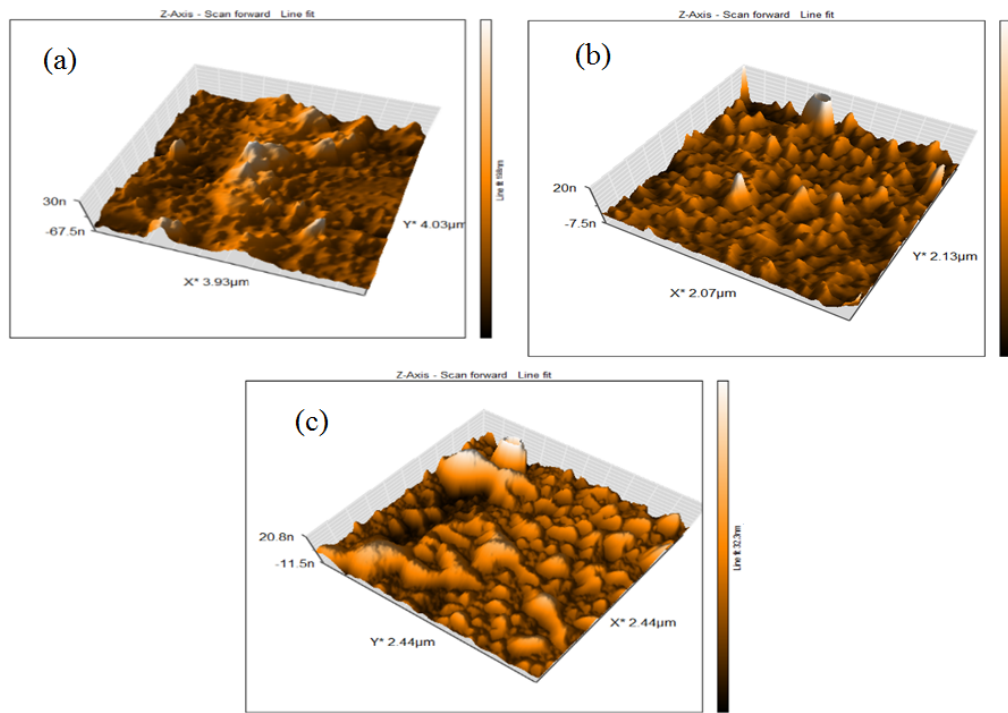 Z-Axis - Scan forward Line fit
(a)
30n
-67.5n
Y* 4.03µm
X* 3.93µm
Line fit
Z-Axis - Scan forward Line fit
(b)
20n
-7.5n
Y* 2.13µm
X* 2.07µm
Z-Axis - Scan forward Line fit
(c)
20.8n
-11.5n
X* 2.44µm
Y* 2.44µm
Line fit 32.3nm